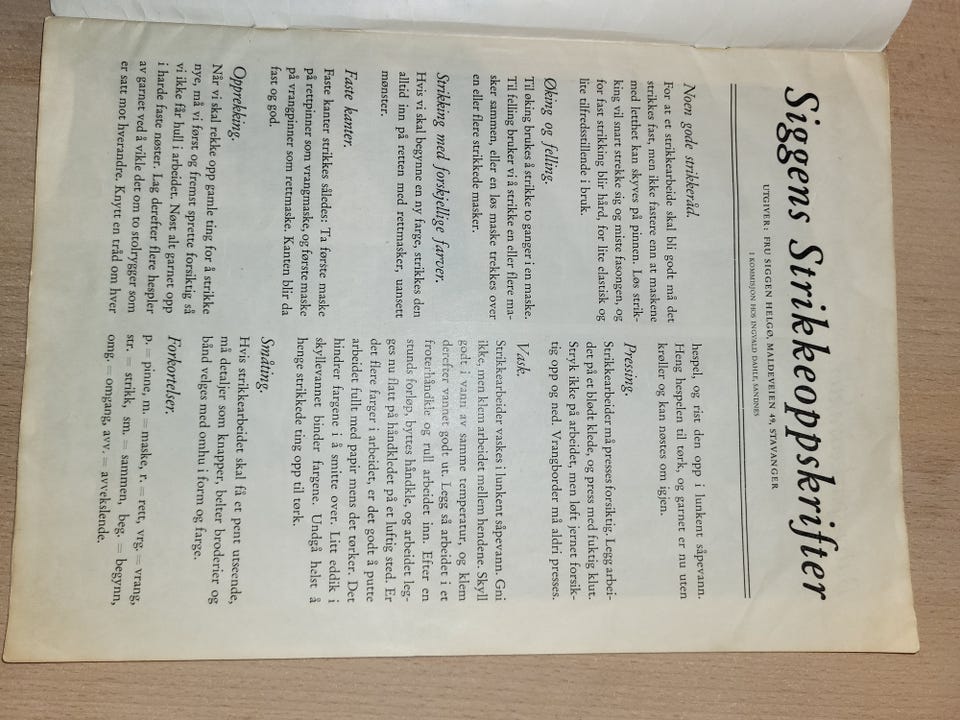 Siggens Strikkeoppskrifter
UTGIVER: FRU SIGGEN HELGØ, MALDEVEIEN 49, STAVANGER
I KOMMISJON HOS INGVALD DAHLE, SANDNES
Noen gode strikkeråd.
For at et strikkearbeide skal bli godt må det
strikkes fast, men ikke fastere enn at maskene
med letthet kan skyves på pinnen. Løs strik-
king vil snart strekke sig og miste fasongen, og
for fast strikking blir hård, for lite elastisk og
lite tilfredsstillende i bruk.
Øking og felling.
Til øking brukes å strikke to ganger i en maske.
Til felling bruker vi å strikke en eller flere ma-
sker sammen, eller en løs maske trekkes over
en eller flere strikkede masker.
Strikking med forskjellige farver.
Hvis vi skal begynne en ny farge, strikes den
alltid inn på retten med rettmasker, uansett
mønster.
Faste kanter.
Faste kanter strikkes således: Ta første maske
på rettpinner som vrangmaske, og første maske
på vrangpinner som rettmaske. Kanten blir da
fast og god.
Oprekking.
Når vi skal rekke opp gamle ting for å strikke
nye, må vi først og fremst sprette forsiktig så
vi ikke får hull i arbeidet. Nøst alt garnet opp
i harde faste nøster. Lag derefter flere hespler
av garnet ved å vikle det om to stolrygger som
er satt mot hverandre. Knytt en tråd om hver
hespel, og rist den opp i lunkent såpevann.
Heng hespelen til tørk, og garnet er nu uten
krøller og kan nøstes om igjen.
Pressing.
Strikkearbeider må presses forsiktig. Legg arbei-
det på et blødt klede, og press med fuktig klut.
Stryk ikke på arbeidet, men løft jernet forsik-
tig opp og ned. Vrangborder må aldri presses.
Vask.
Strikkearbeider vaskes i lunkent såpevann. Gni
ikke, men klem arbeidet mellem hendene. Skyll
godt i vann av samme temperatur, og klem
derefter vannet godt ut. Legg så arbeidet i et
froterhåndkle og rull arbeidet inn. Efter en
stunds forløp, byttes håndkle, og arbeidet leg-
ges nu flatt på håndkledet på et luftig sted. Er
det flere farger i arbeidet, er det godt å putte
arbeidet fullt med papir mens det tørker. Det
hindrer fargene i å smitte over. Litt eddik i
skyllevannet binder fargene. Undgå helst å
henge strikkede ting opp til tørk.
Småting.
Hvis strikkearbeidet skal få et pent utseende,
må detaljer som knapper, belter broderier og
bånd velges med omhu i form og farge.
Forkortelser.
p. = pinne, m. = maske, r. = rett, vrg. = vrang,
str. = strikk, sm. = sammen, beg. = begynn,
omg. = omgang, avv. = avvekslende.